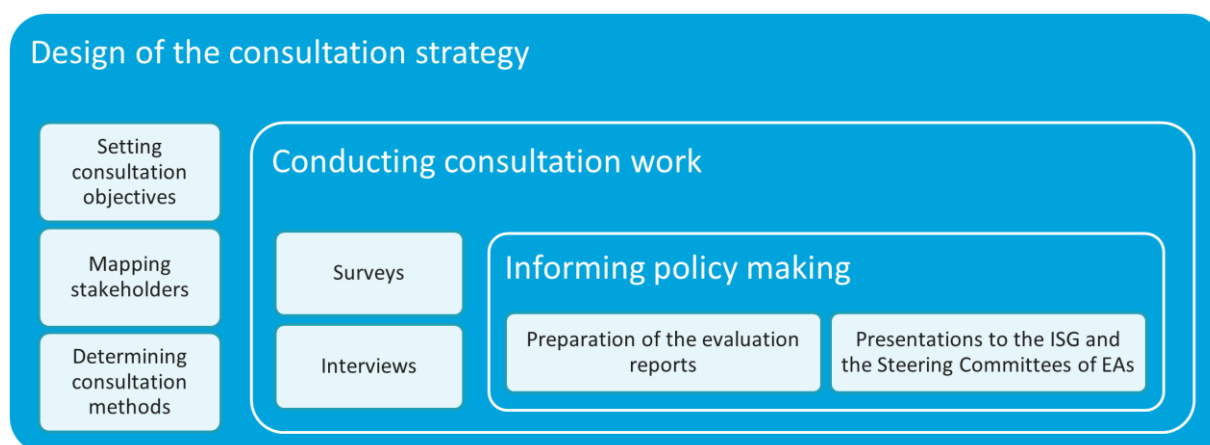 Design of the consultation strategy
Setting
consultation
objectives
Mapping
stakeholders
Determining
consultation
methods
Conducting consultation work
Surveys
Interviews
Informing policy making
Preparation of the evaluation
reports
Presentations to the ISG and
the Steering Committees of EAs